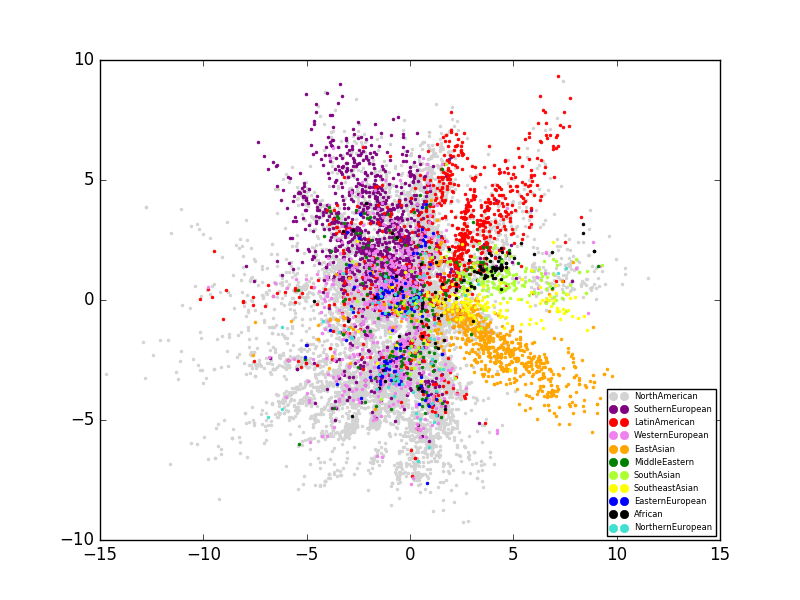 10
5
0
−5
−10
−15
−10
−5
0
5
10
15
NorthAmerican
SouthernEuropean
LatinAmerican
WesternEuropean
EastAsian
MiddleEastern
SouthAsian
SoutheastAsian
EasternEuropean
African
NorthernEuropean